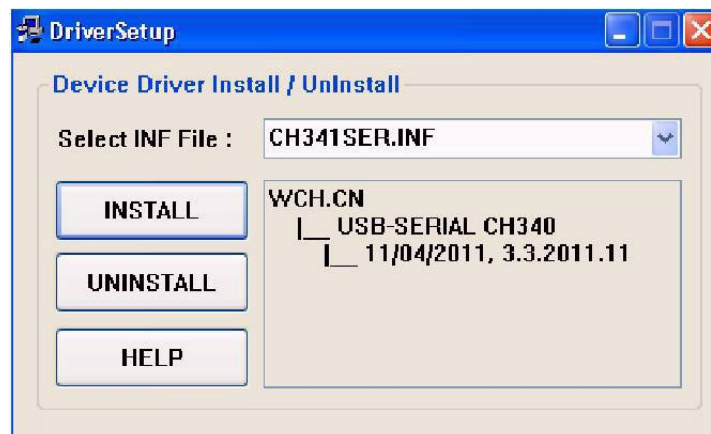 DriverSetup
Device Driver Install / UnInstall
Select INF File :
CH341SER.INF
INSTALL
UNINSTALL
HELP
WCH.CN
|__ USB-SERIAL CH340
|__ 11/04/2011, 3.3.2011.11